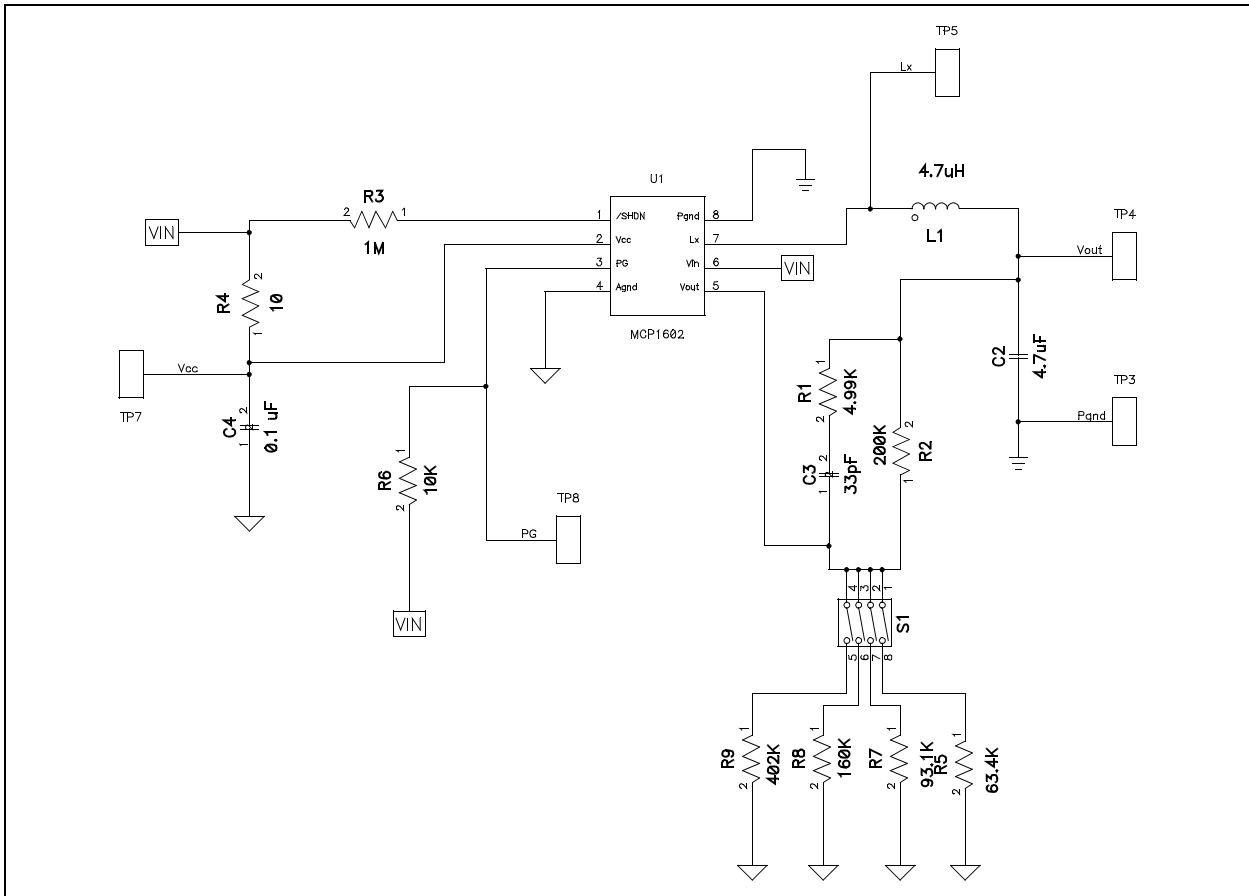 TP5
Lx
4.7uH
L1
U1
1 /SHDN Pgnd 8
2 Vcc Lx 7
3 PG Vin 6
4 Agnd Vout 5
MCP1602
VIN
TP4
Vout
R3
2 1
1M
VIN
2
R4
10
1
Vcc
TP7
2
C4
0.1 uF
1
1
R6
10K
2
TP8
PG
VIN
1
R1
4.99K
2
2
C3
33pF
1
2
200K
R2
1
C2
4.7uF
TP3
Pgnd
4 3 2 1
S1
5 6 7 8
1
R9
402K
2
1
R8
160K
2
1
R7
93.1K
2
1
R5
63.4K
2